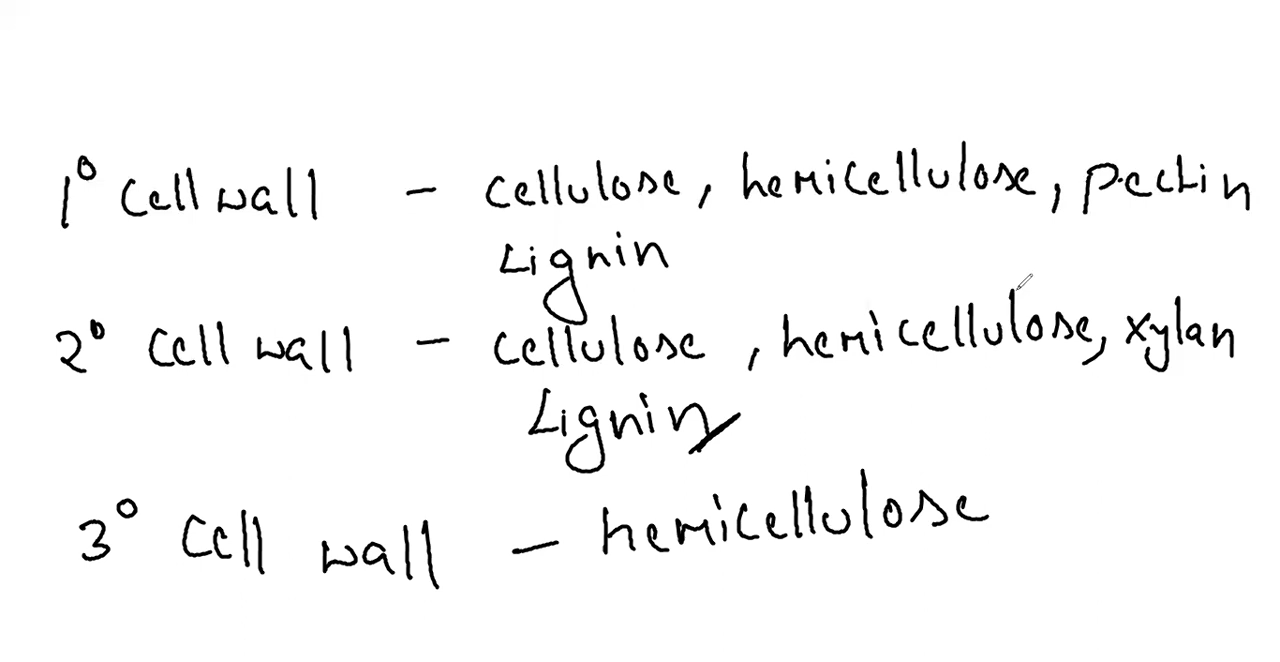 1° Cell wall – cellulose, hemicellulose, pectin
Lignin
2° Cell wall – cellulose, hemicellulose, xylan
Lignin
3° Cell wall – hemicellulose